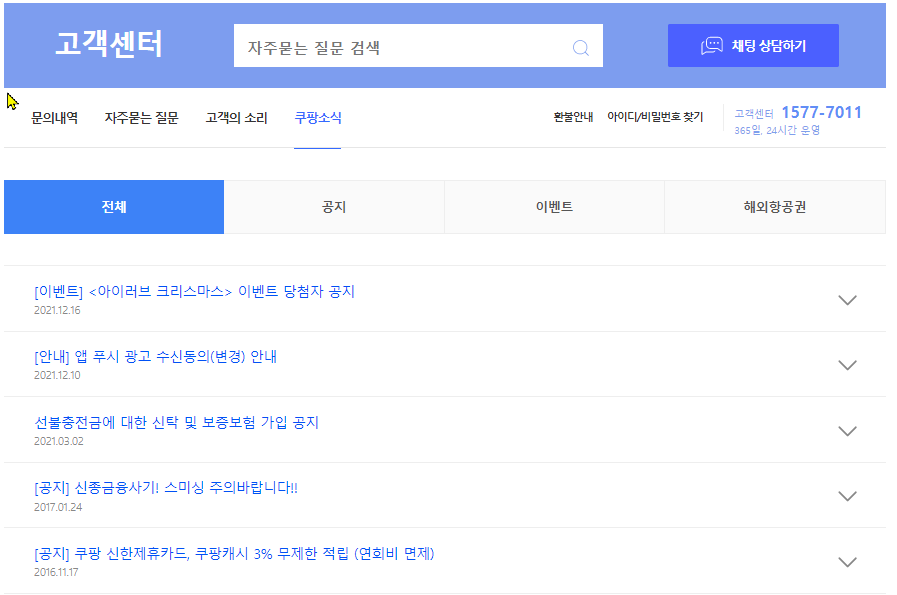 고객센터
자주묻는 질문 검색
채팅 상담하기
문의내역 자주묻는 질문 고객의 소리 쿠팡소식
환불안내 아이디/비밀번호 찾기
고객센터 1577-7011
365일, 24시간 운영
전체 공지 이벤트 해외항공권
[이벤트] <아이러브 크리스마스> 이벤트 당첨자 공지
2021.12.16
[안내] 앱 푸시 광고 수신동의(변경) 안내
2021.12.10
선불충전금에 대한 신탁 및 보증보험 가입 공지
2021.03.02
[공지] 신종금융사기! 스미싱 주의바랍니다!!
2017.01.24
[공지] 쿠팡 신한제휴카드, 쿠팡캐시 3% 무제한 적립 (연회비 면제)
2016.11.17